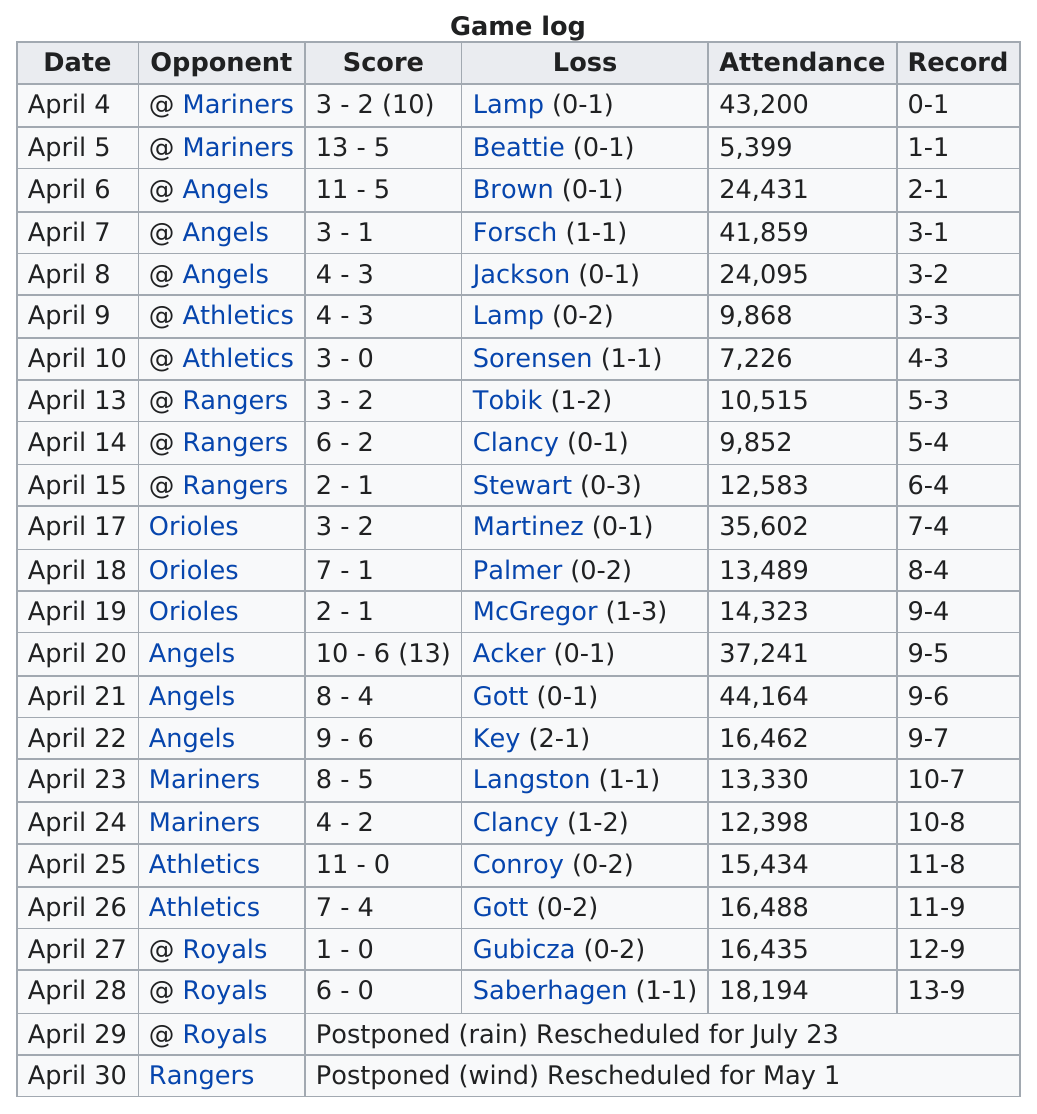 Game log
Date Opponent Score Loss Attendance Record
April 4 @ Mariners 3 - 2 (10) Lamp (0-1) 43,200 0-1
April 5 @ Mariners 13 - 5 Beattie (0-1) 5,399 1-1
April 6 @ Angels 11 - 5 Brown (0-1) 24,431 2-1
April 7 @ Angels 3 - 1 Forsch (1-1) 41,859 3-1
April 8 @ Angels 4 - 3 Jackson (0-1) 24,095 3-2
April 9 @ Athletics 4 - 3 Lamp (0-2) 9,868 3-3
April 10 @ Athletics 3 - 0 Sorensen (1-1) 7,226 4-3
April 13 @ Rangers 3 - 2 Tobik (1-2) 10,515 5-3
April 14 @ Rangers 6 - 2 Clancy (0-1) 9,852 5-4
April 15 @ Rangers 2 - 1 Stewart (0-3) 12,583 6-4
April 17 Orioles 3 - 2 Martinez (0-1) 35,602 7-4
April 18 Orioles 7 - 1 Palmer (0-2) 13,489 8-4
April 19 Orioles 2 - 1 McGregor (1-3) 14,323 9-4
April 20 Angels 10 - 6 (13) Acker (0-1) 37,241 9-5
April 21 Angels 8 - 4 Gott (0-1) 44,164 9-6
April 22 Angels 9 - 6 Key (2-1) 16,462 9-7
April 23 Mariners 8 - 5 Langston (1-1) 13,330 10-7
April 24 Mariners 4 - 2 Clancy (1-2) 12,398 10-8
April 25 Athletics 11 - 0 Conroy (0-2) 15,434 11-8
April 26 Athletics 7 - 4 Gott (0-2) 16,488 11-9
April 27 @ Royals 1 - 0 Gubicza (0-2) 16,435 12-9
April 28 @ Royals 6 - 0 Saberhagen (1-1) 18,194 13-9
April 29 @ Royals Postponed (rain) Rescheduled for July 23
April 30 Rangers Postponed (wind) Rescheduled for May 1